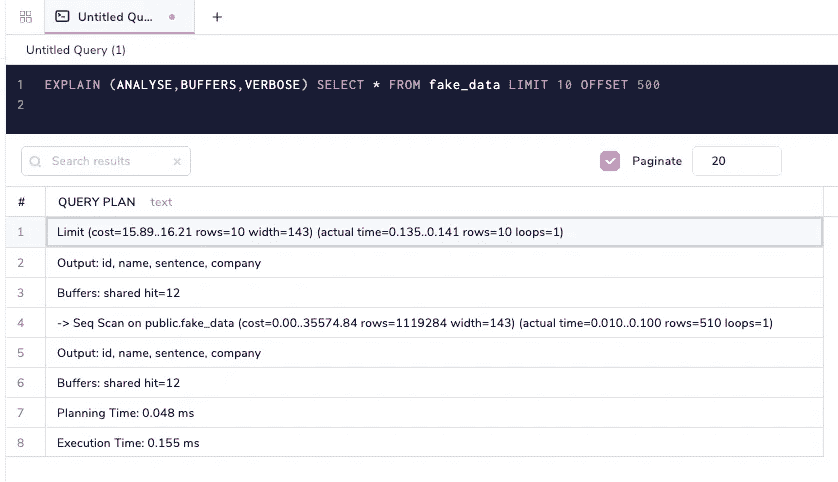 Untitled Qu...
+
Untitled Query (1)
1 EXPLAIN (ANALYSE,BUFFERS,VERBOSE) SELECT * FROM fake_data LIMIT 10 OFFSET 500
2
Search results × Paginate 20
# QUERY PLAN text
1 Limit (cost=15.89..16.21 rows=10 width=143) (actual time=0.135..0.141 rows=10 loops=1)
2 Output: id, name, sentence, company
3 Buffers: shared hit=12
4 -> Seq Scan on public.fake_data (cost=0.00..35574.84 rows=1119284 width=143) (actual time=0.010..0.100 rows=510 loops=1)
5 Output: id, name, sentence, company
6 Buffers: shared hit=12
7 Planning Time: 0.048 ms
8 Execution Time: 0.155 ms